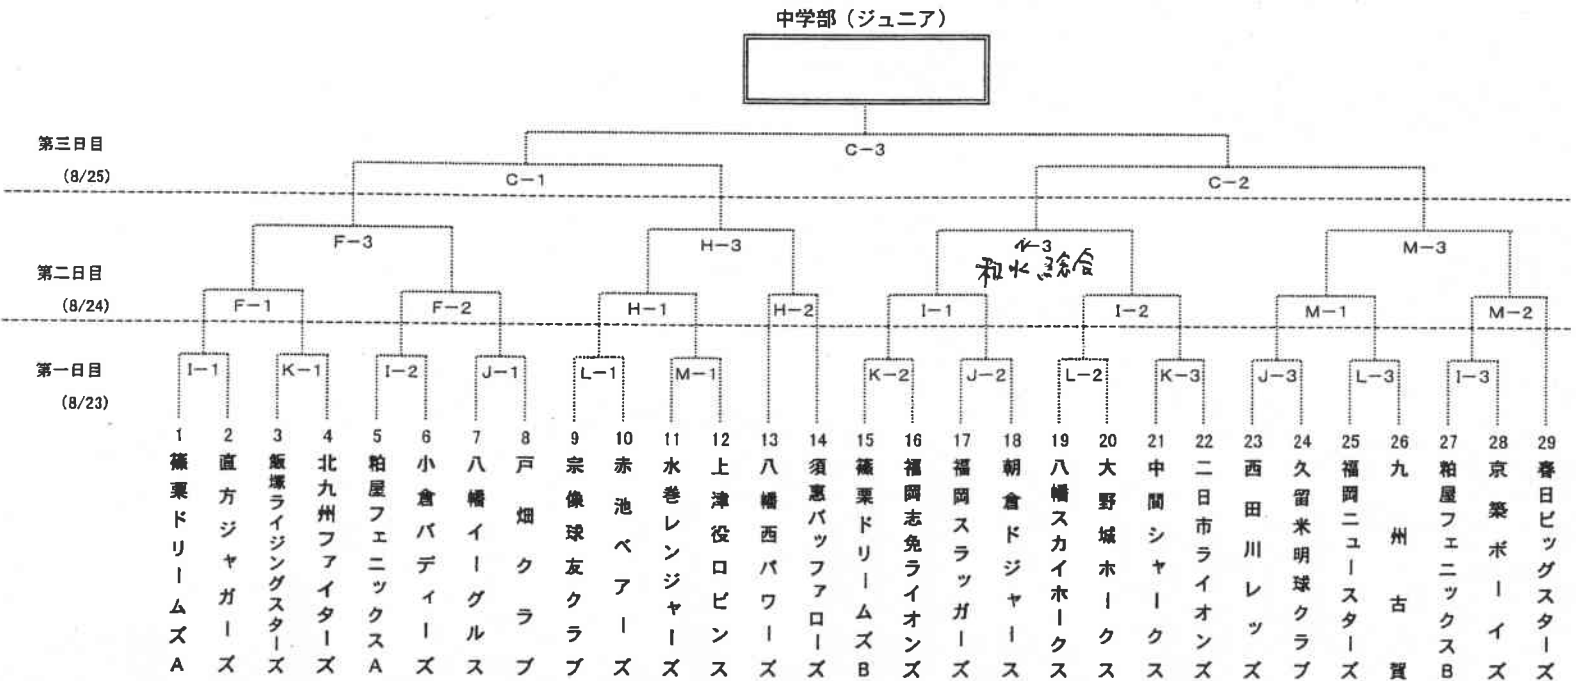 中学部（ジュニア）
第三日目
(8/25)
C-3
C-1
C-2
第二日目
(8/24)
F-3
H-3
-3
M-3
総合
F-1
F-2
H-1
H-2
I-1
I-2
M-1
M-2
第一日目
(8/23)
I-1
K-1
I-2
J-1
L-1
M-1
K-2
J-2
L-2
K-3
J-3
L-3
I-3
1 篠栗ドリームズA
2 直方ジャガーズ
3 飯塚ライジングスターズ
4 北九州ファイターズ
5 粕屋フェニックスA
6 小倉バディーズ
7 八幡イーグルス
8 戸畑クラブ
9 宗像球友クラブ
10 赤池ベアーズ
11 水巻レンジャーズ
12 上津役ロビンス
13 八幡西パワーズ
14 須恵バッファローズ
15 篠栗ドリームズB
16 福岡志免ライオンズ
17 福岡スラッガーズ
18 朝倉ドジャース
19 八幡スカイホークス
20 大野城ホークス
21 中間シャークス
22 二日市ライオンズ
23 西田川レッズ
24 久留米明球クラブ
25 福岡ニュースターズ
26 九州古賀
27 粕屋フェニックスB
28 京築ボーイズ
29 春日ビッグスターズ